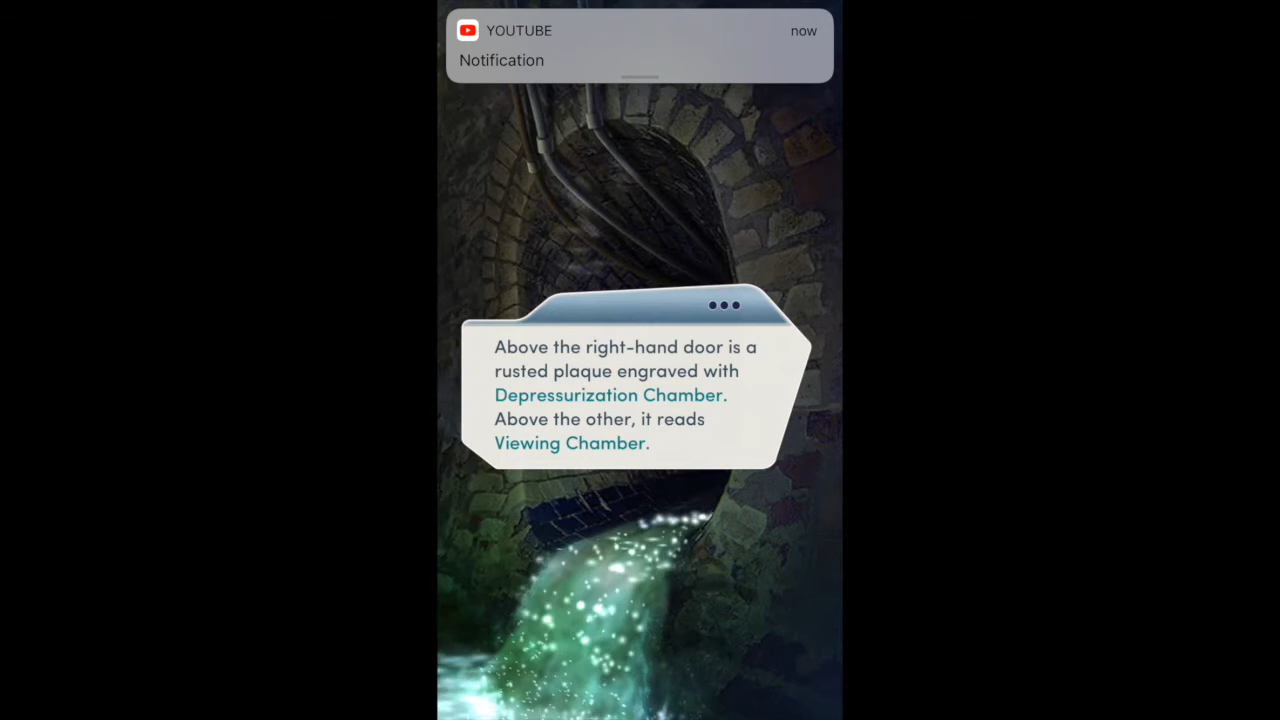 YOUTUBE now
Notification
Above the right-hand door is a
rusted plaque engraved with
Depressurization Chamber.
Above the other, it reads
Viewing Chamber.